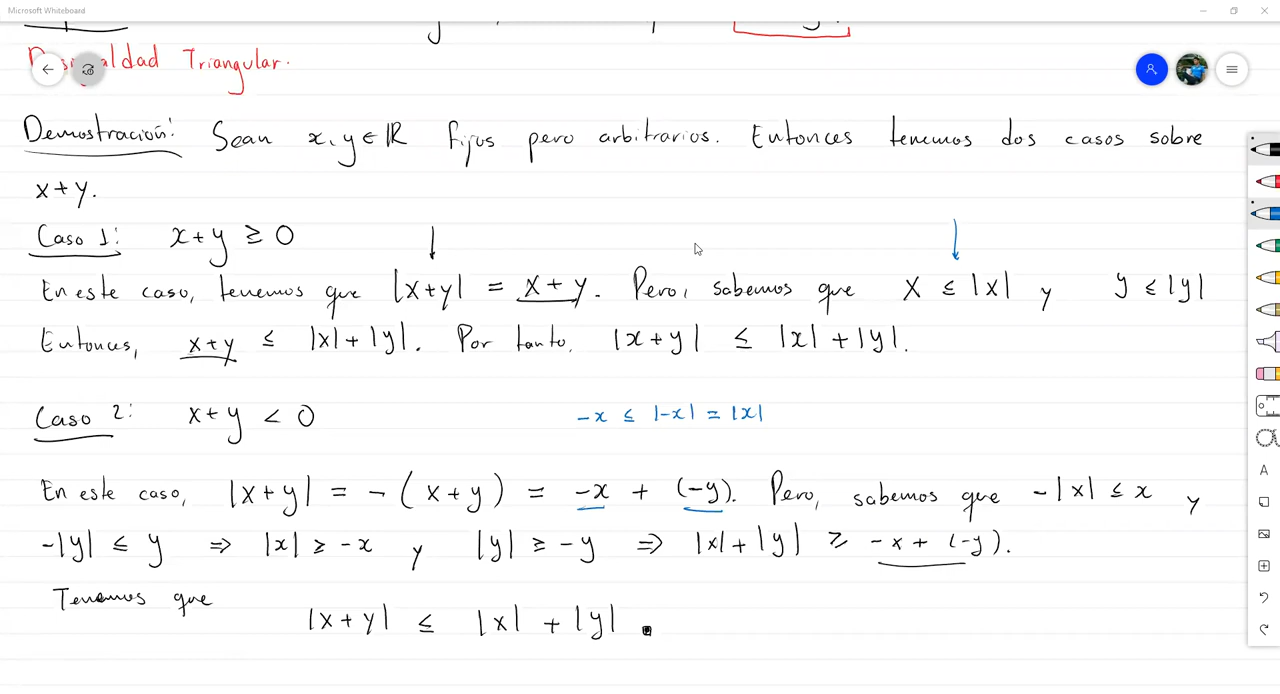 Microsoft Whiteboard
Desigualdad Triangular.
Demostración: Sean x, y ∈ ℝ fijos pero arbitrarios. Entonces tenemos dos casos sobre
x+y.
Caso 1: x+y ≥ 0
En este caso, tenemos que |x+y| = x+y. Pero, sabemos que x ≤ |x| y y ≤ |y|
Entonces, x+y ≤ |x|+|y|. Por tanto, |x+y| ≤ |x|+|y|.
Caso 2: x+y < 0
-x ≤ |-x| = |x|
En este caso, |x+y| = -(x+y) = -x + (-y). Pero, sabemos que -|x| ≤ x y
-|y| ≤ y ⇒ |x| ≥ -x y |y| ≥ -y ⇒ |x|+|y| ≥ -x + (-y).
Tenemos que
|x+y| ≤ |x| + |y|
A